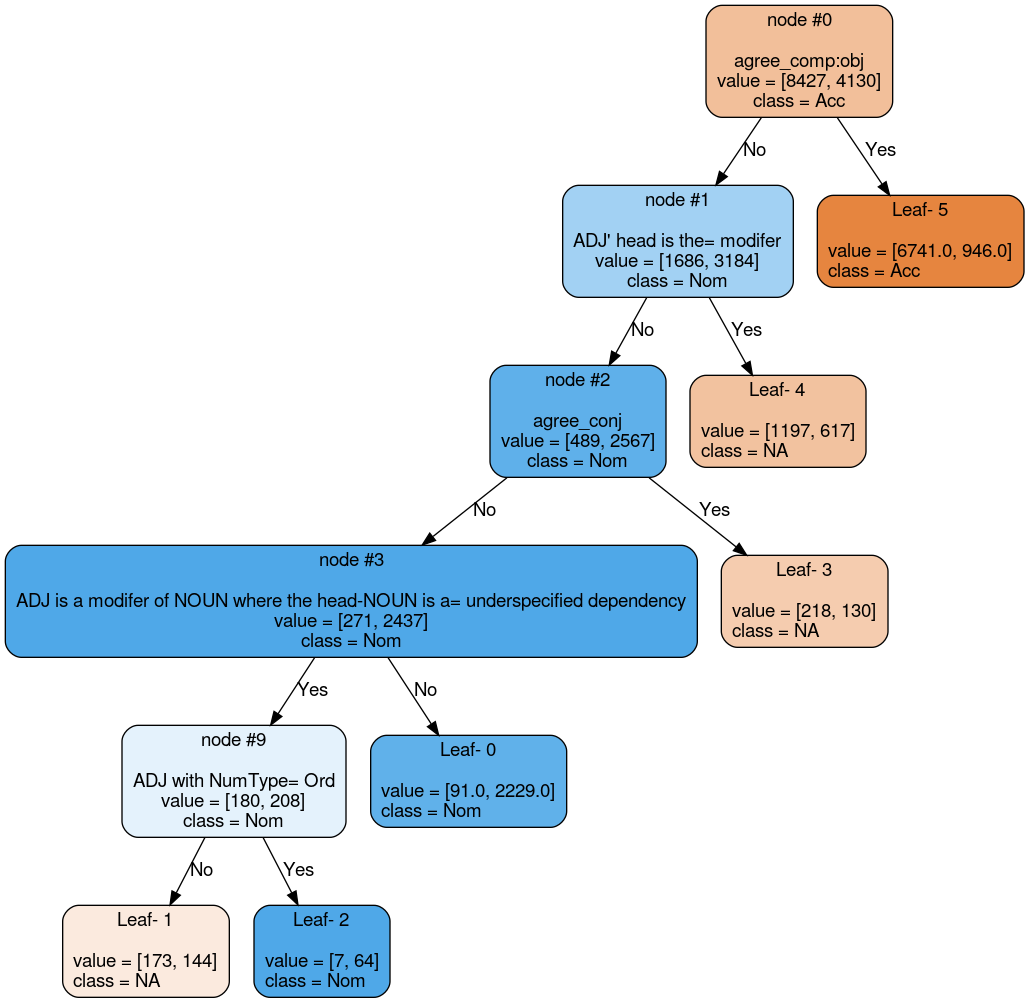 node #0
agree_comp:obj
value = [8427, 4130]
class = Acc
No
Yes
node #1
ADJ' head is the= modifer
value = [1686, 3184]
class = Nom
Leaf- 5
value = [6741.0, 946.0]
class = Acc
No
Yes
node #2
agree_conj
value = [489, 2567]
class = Nom
Leaf- 4
value = [1197, 617]
class = NA
No
Yes
node #3
ADJ is a modifer of NOUN where the head-NOUN is a= underspecified dependency
value = [271, 2437]
class = Nom
Leaf- 3
value = [218, 130]
class = NA
Yes
No
node #9
ADJ with NumType= Ord
value = [180, 208]
class = Nom
Leaf- 0
value = [91.0, 2229.0]
class = Nom
No
Yes
Leaf- 1
value = [173, 144]
class = NA
Leaf- 2
value = [7, 64]
class = Nom